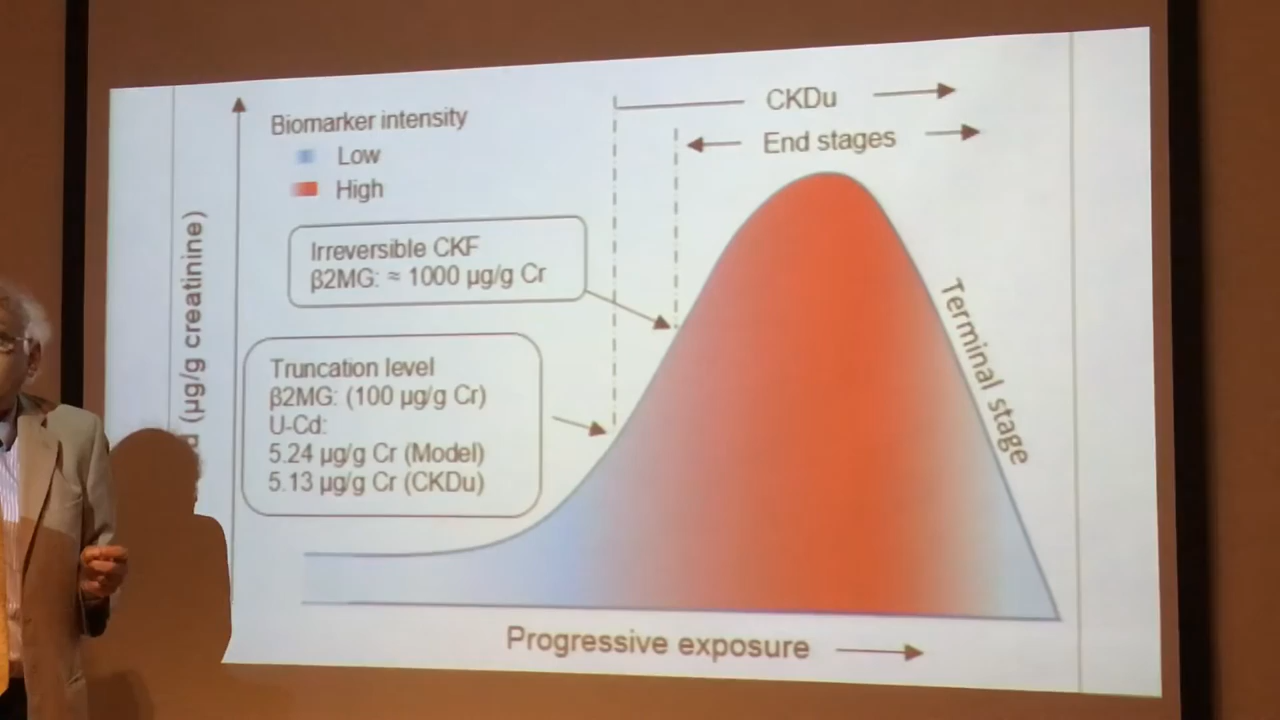 Biomarker intensity
Low
High
CKDu
End stages
Irreversible CKF
β2MG: ≈ 1000 µg/g Cr
Truncation level
β2MG: (100 µg/g Cr)
U-Cd:
5.24 µg/g Cr (Model)
5.13 µg/g Cr (CKDu)
(µg/g creatinine)
Terminal stage
Progressive exposure